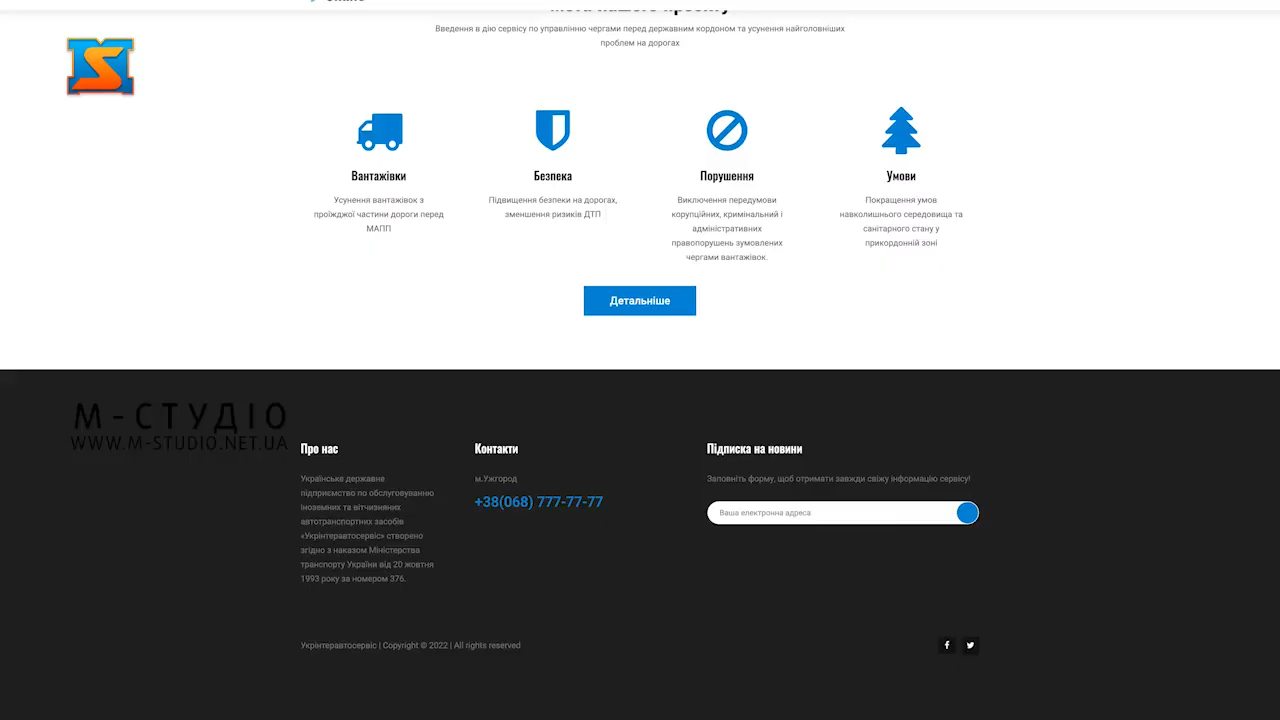 Мета нашого проекту
Введення в дію сервісу по управлінню чергами перед державним кордоном та усунення найголовніших
проблем на дорогах
Вантажівки
Усунення вантажівок з
проїжджої частини дороги перед
МАПП
Безпека
Підвищення безпеки на дорогах,
зменшення ризиків ДТП
Порушення
Виключення передумови
корупційних, кримінальний і
адміністративних
правопорушень зумовлених
чергами вантажівок.
Умови
Покращення умов
навколишнього середовища та
санітарного стану у
прикордонній зоні
Детальніше
М-СТУДІО
WWW.M-STUDIO.NET.UA
Про нас
Українське державне
підприємство по обслуговуванню
іноземних та вітчизняних
автотранспортних засобів
«Укрінтеравтосервіс» створено
згідно з наказом Міністерства
транспорту України від 20 жовтня
1993 року за номером 376.
Контакти
м.Ужгород
+38(068) 777-77-77
Підписка на новини
Заповніть форму, щоб отримати завжди свіжу інформацію сервісу!
Ваша електронна адреса
Укрінтеравтосервіс | Copyright © 2022 | All rights reserved